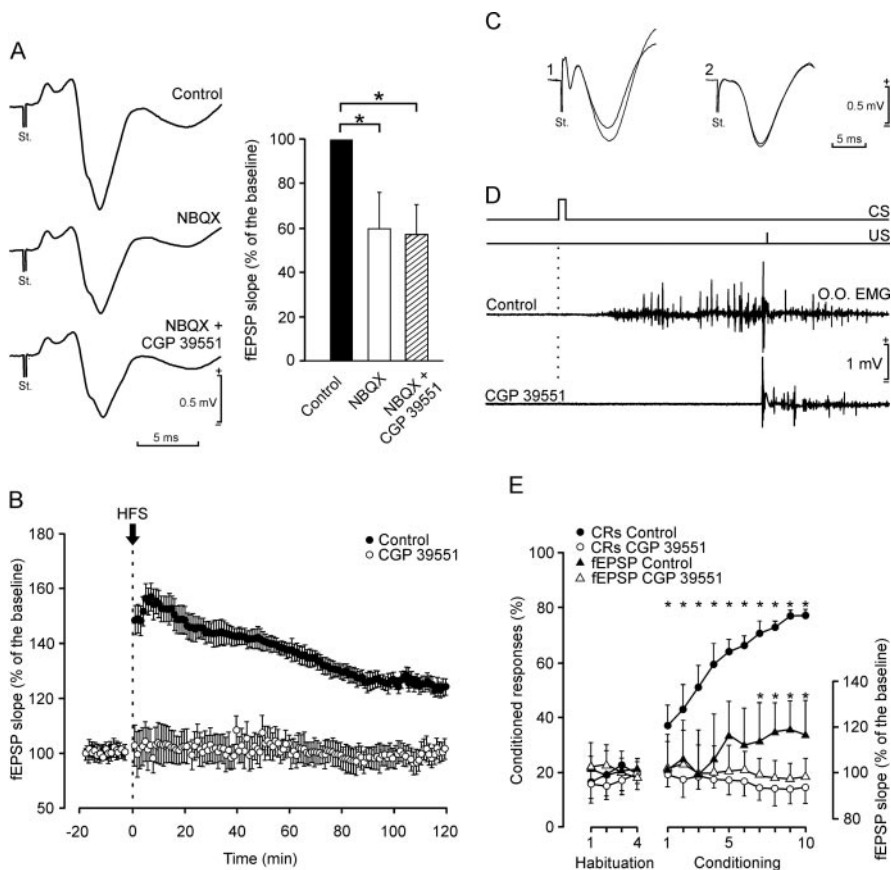 A
Control
St.
NBQX
St.
NBQX +
CGP 39551
St.
+
0.5 mV
–
5 ms
fEPSP slope (% of the baseline)
100
80
60
40
20
0
*
*
Control
NBQX
NBQX +
CGP 39551
C
1
St.
2
St.
+
0.5 mV
–
5 ms
D
CS
US
Control
O.O. EMG
+
1 mV
–
CGP 39551
B
HFS
Control
CGP 39551
fEPSP slope (% of the baseline)
180
160
140
120
100
80
50
-20 0 20 40 60 80 100 120
Time (min)
E
CRs Control
CRs CGP 39551
fEPSP Control
fEPSP CGP 39551
Conditioned responses (%)
100
80
60
40
20
0
* * * * * * * * * *
* * * *
140
120
100
80
fEPSP slope (% of the baseline)
1 4 1 5 10
Habituation Conditioning